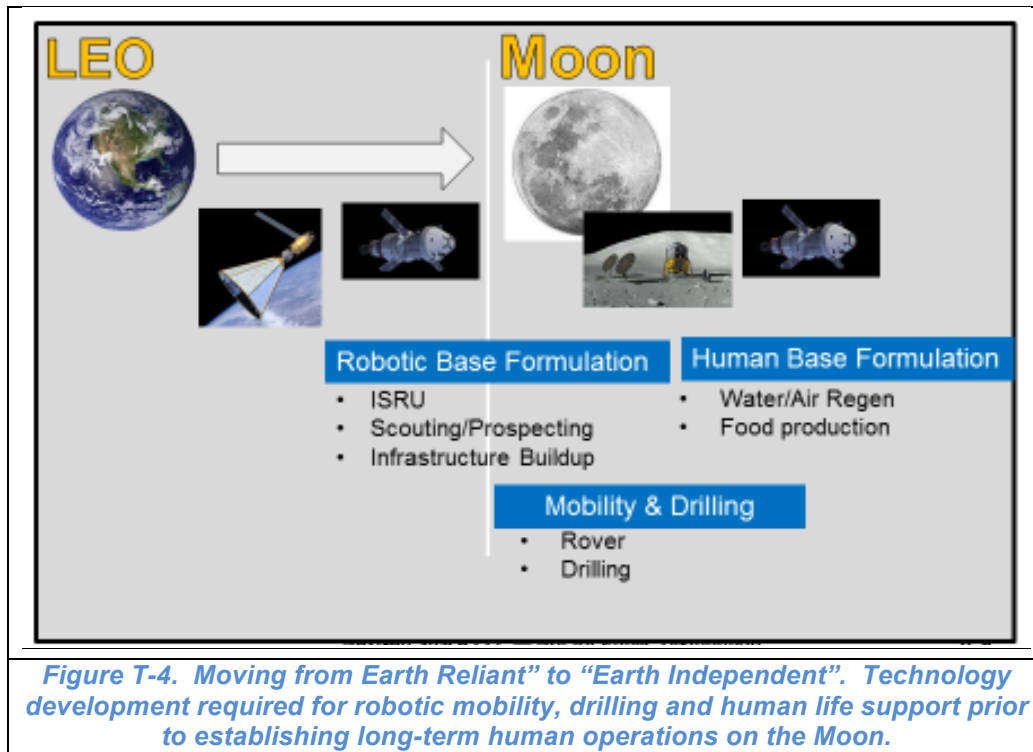 LEO
Moon
Robotic Base Formulation
• ISRU
• Scouting/Prospecting
• Infrastructure Buildup
Human Base Formulation
• Water/Air Regen
• Food production
Mobility & Drilling
• Rover
• Drilling
Figure T-4. Moving from Earth Reliant” to “Earth Independent”. Technology
development required for robotic mobility, drilling and human life support prior
to establishing long-term human operations on the Moon.